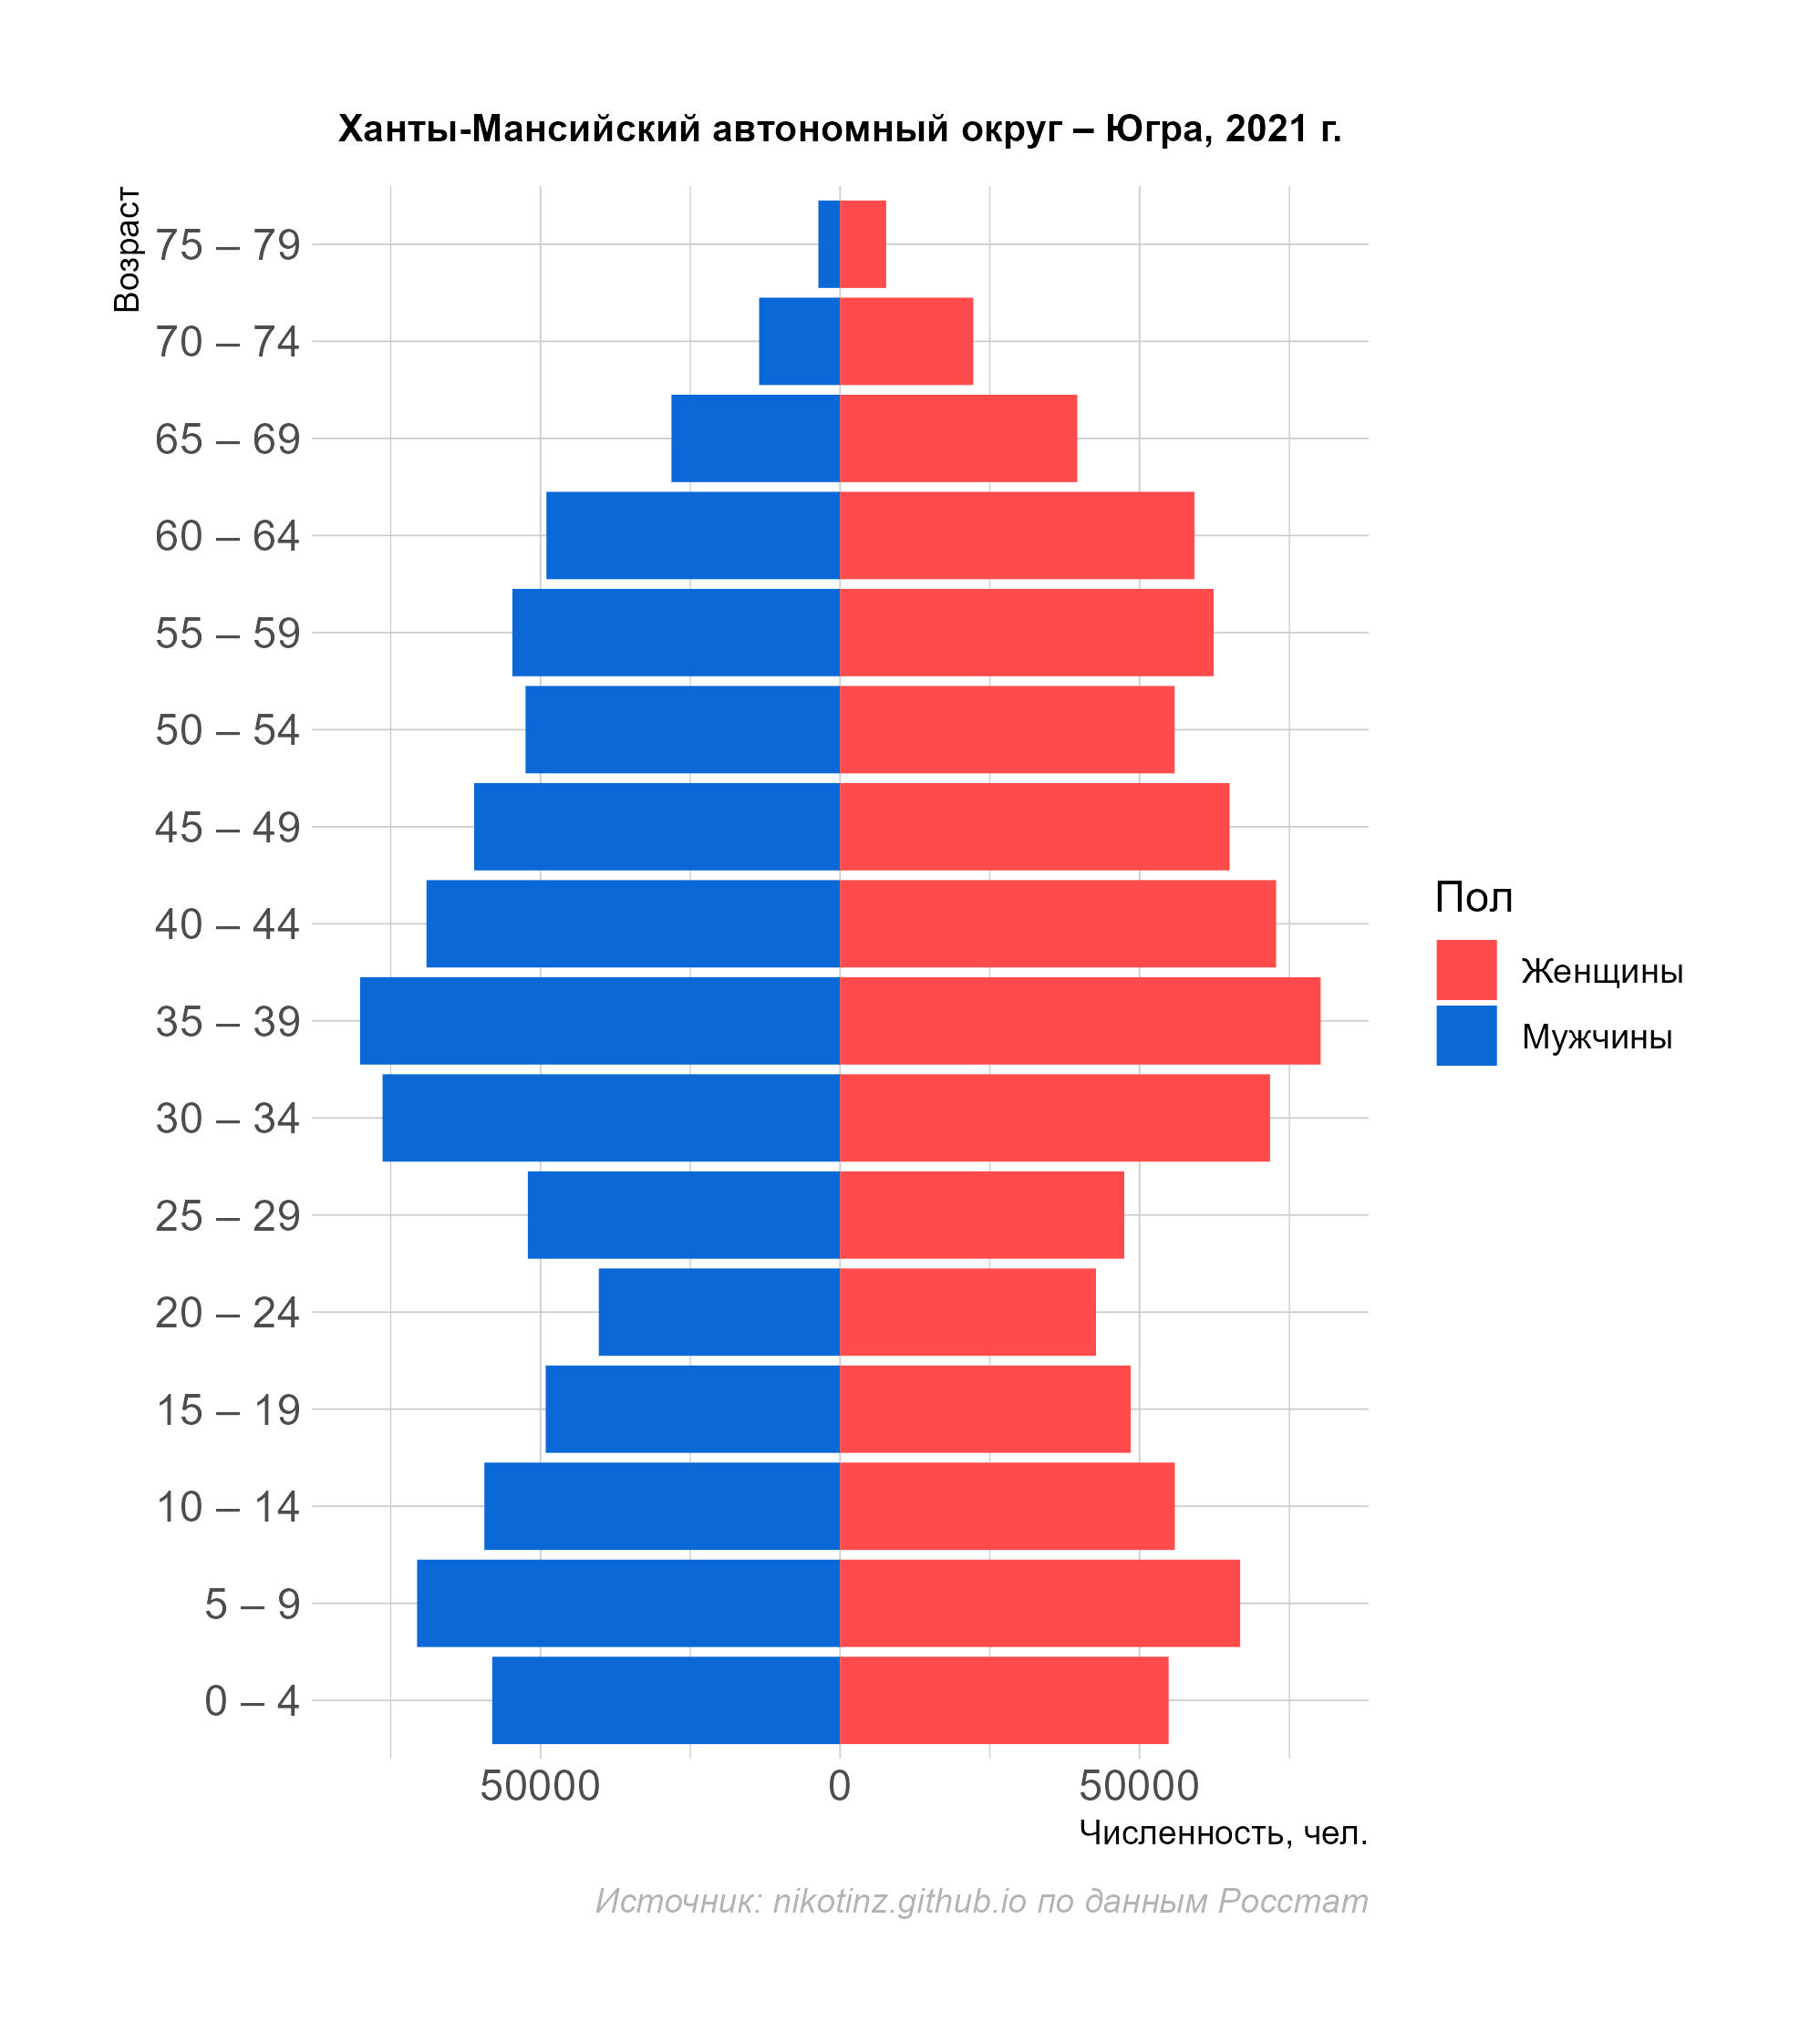 Ханты-Мансийский автономный округ – Югра, 2021 г.
Возраст
75 – 79
70 – 74
65 – 69
60 – 64
55 – 59
50 – 54
45 – 49
40 – 44
35 – 39
30 – 34
25 – 29
20 – 24
15 – 19
10 – 14
5 – 9
0 – 4
50000 0 50000
Численность, чел.
Пол
Женщины
Мужчины
Источник: nikotinz.github.io по данным Росстат